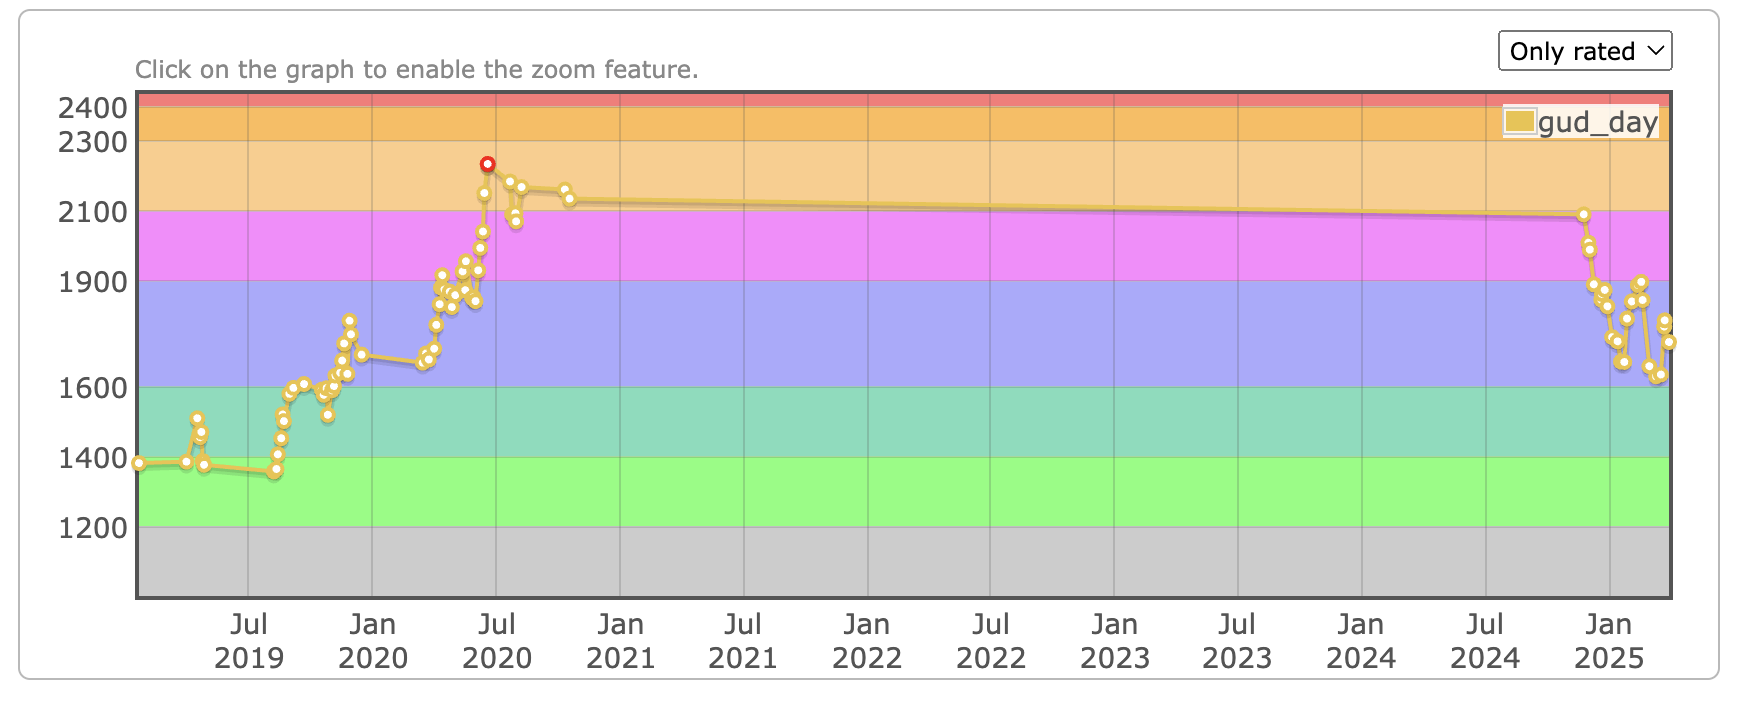 Only rated
Click on the graph to enable the zoom feature.
2400
2300
2100
1900
1600
1400
1200
gud_day
Jul 2019
Jan 2020
Jul 2020
Jan 2021
Jul 2021
Jan 2022
Jul 2022
Jan 2023
Jul 2023
Jan 2024
Jul 2024
Jan 2025